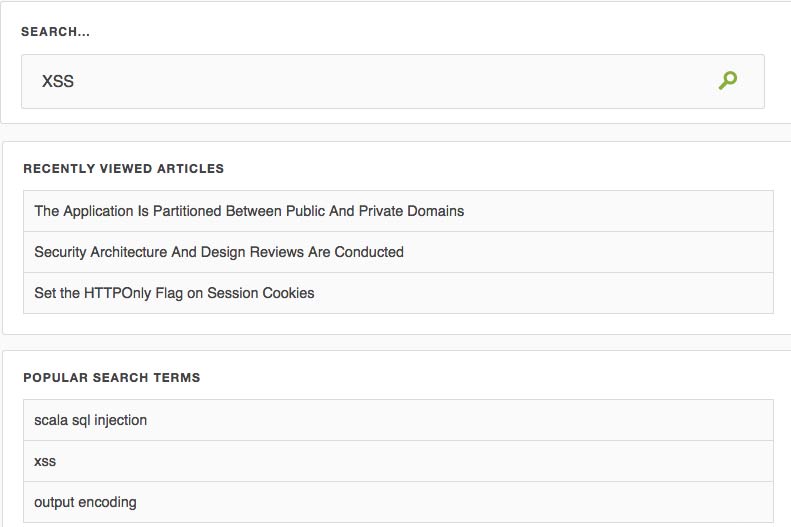 SEARCH...
XSS
RECENTLY VIEWED ARTICLES
The Application Is Partitioned Between Public And Private Domains
Security Architecture And Design Reviews Are Conducted
Set the HTTPOnly Flag on Session Cookies
POPULAR SEARCH TERMS
scala sql injection
xss
output encoding